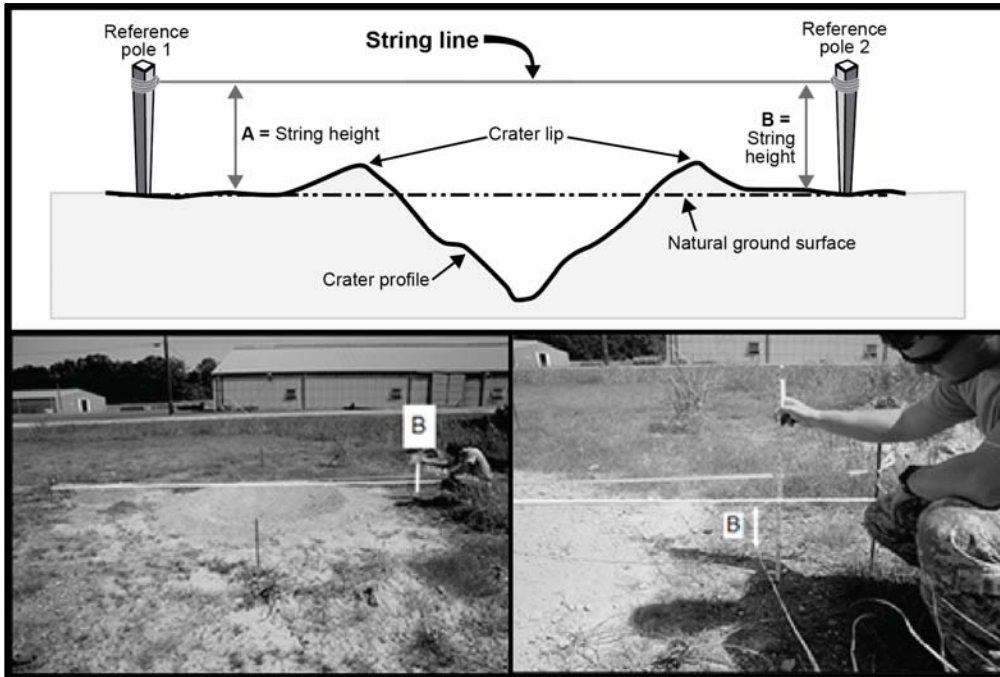 Reference
pole 1
String line
Reference
pole 2
A = String height
Crater lip
B =
String
height
Natural ground surface
Crater profile
B
B